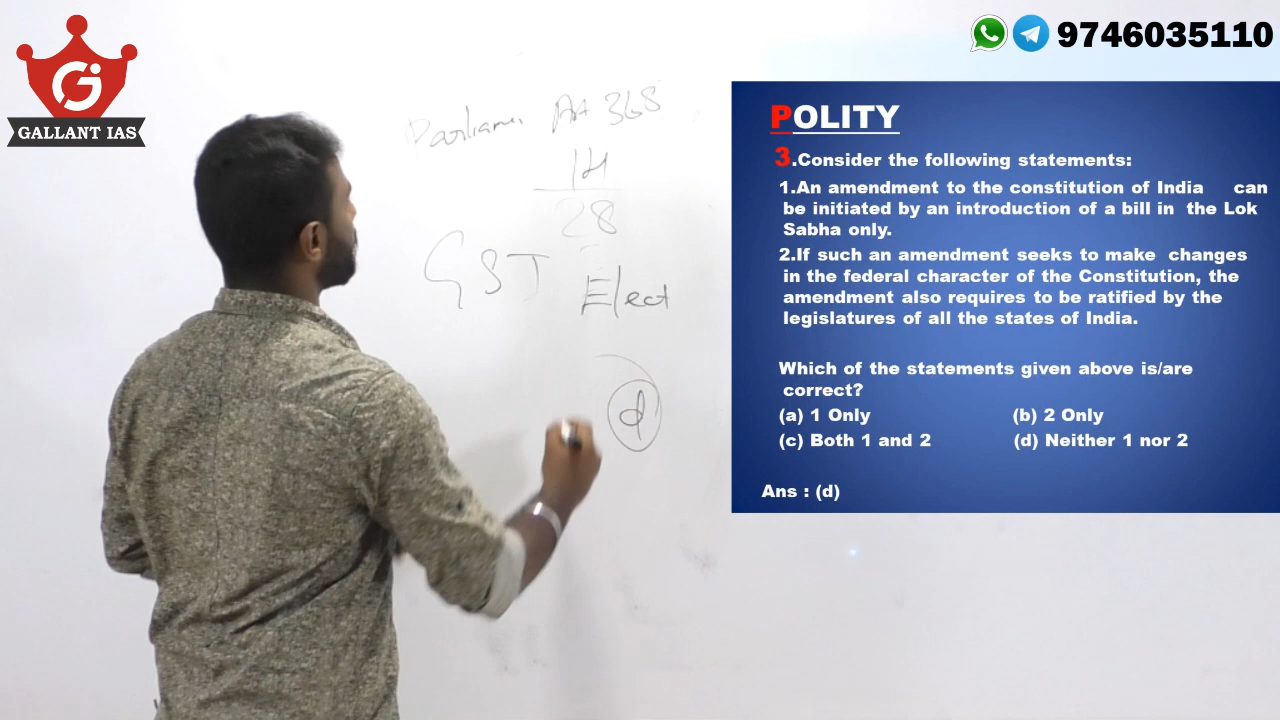 9746035110
GALLANT IAS
Parliamen Art 368
14
28
GST
Elect
d
POLITY
3.Consider the following statements:
1.An amendment to the constitution of India can
be initiated by an introduction of a bill in the Lok
Sabha only.
2.If such an amendment seeks to make changes
in the federal character of the Constitution, the
amendment also requires to be ratified by the
legislatures of all the states of India.
Which of the statements given above is/are
correct?
(a) 1 Only (b) 2 Only
(c) Both 1 and 2 (d) Neither 1 nor 2
Ans : (d)